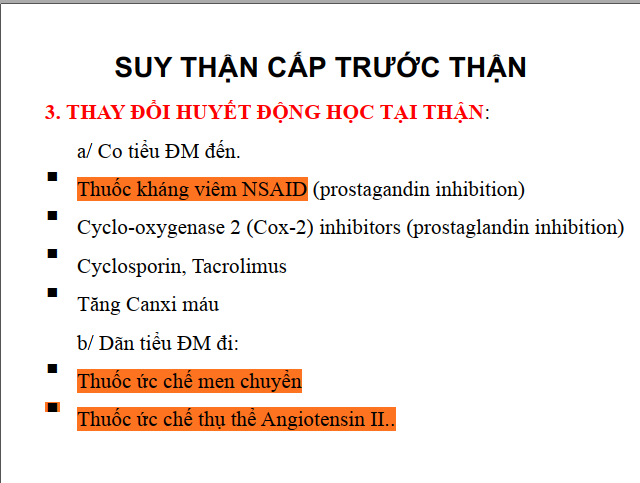 SUY THẬN CẤP TRƯỚC THẬN
3. THAY ĐỔI HUYẾT ĐỘNG HỌC TẠI THẬN:
a/ Co tiểu ĐM đến.
▪ Thuốc kháng viêm NSAID (prostagandin inhibition)
▪ Cyclo-oxygenase 2 (Cox-2) inhibitors (prostaglandin inhibition)
▪ Cyclosporin, Tacrolimus
▪ Tăng Canxi máu
b/ Dãn tiểu ĐM đi:
▪ Thuốc ức chế men chuyển
▪ Thuốc ức chế thụ thể Angiotensin II..